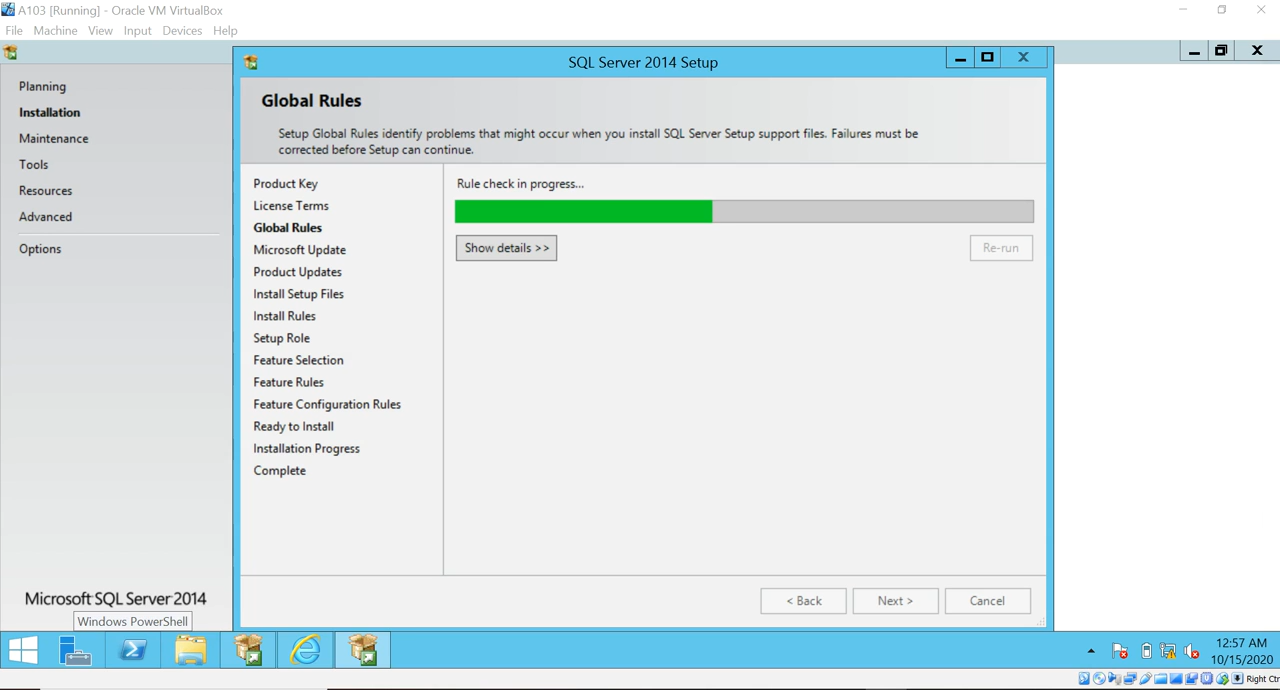 A103 [Running] - Oracle VM VirtualBox
File Machine View Input Devices Help
SQL Server 2014 Setup
Planning
Installation
Maintenance
Tools
Resources
Advanced
Options
Global Rules
Setup Global Rules identify problems that might occur when you install SQL Server Setup support files. Failures must be
corrected before Setup can continue.
Product Key
License Terms
Global Rules
Microsoft Update
Product Updates
Install Setup Files
Install Rules
Setup Role
Feature Selection
Feature Rules
Feature Configuration Rules
Ready to Install
Installation Progress
Complete
Rule check in progress...
Show details >>
Re-run
< Back
Next >
Cancel
Microsoft SQL Server 2014
Windows PowerShell
12:57 AM
10/15/2020
Right Ctr